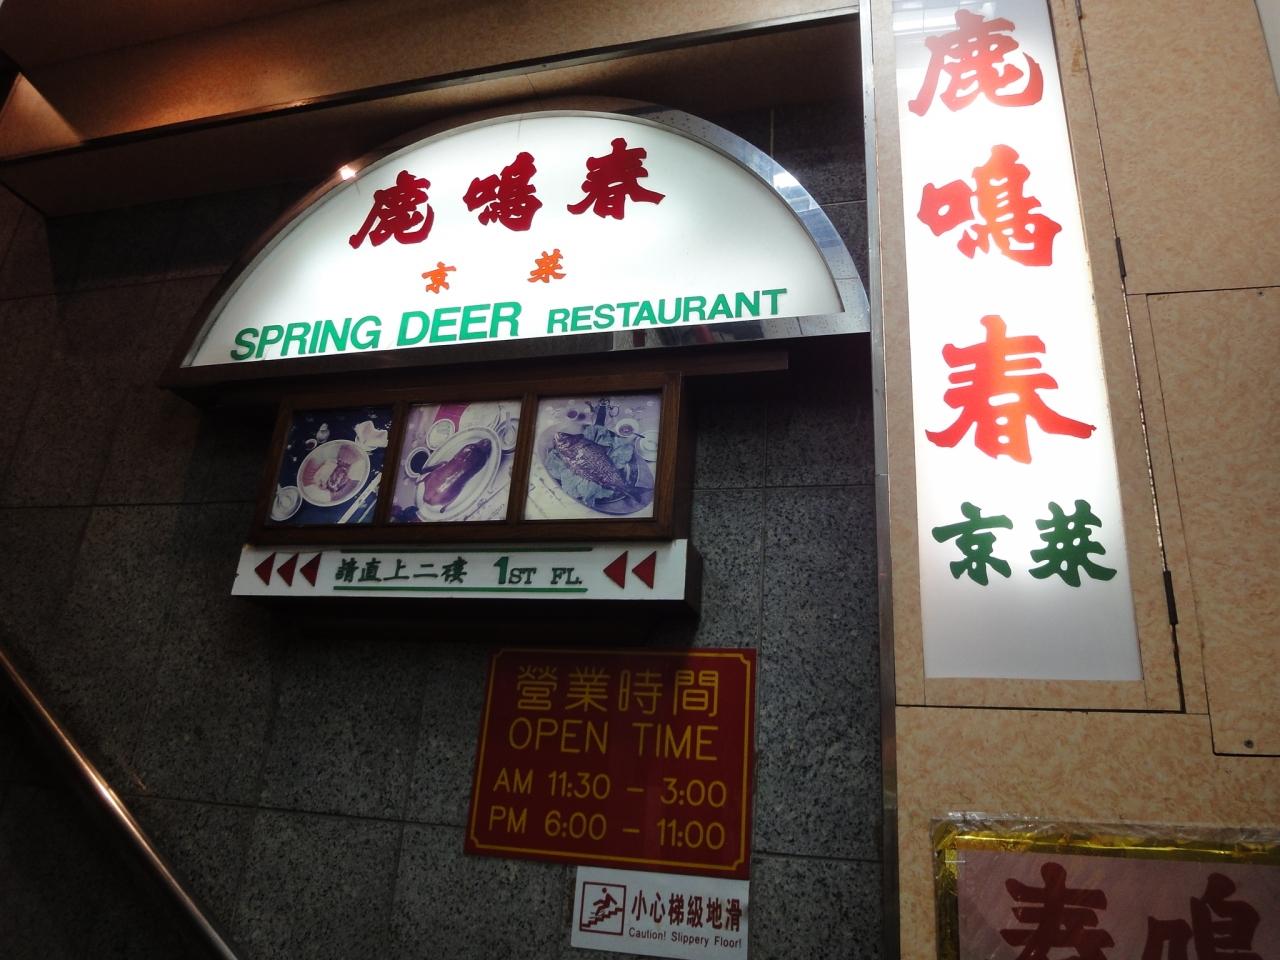 鹿鳴春
京菜
SPRING DEER RESTAURANT
請直上二樓 1ST FL.
營業時間
OPEN TIME
AM 11:30 – 3:00
PM 6:00 – 11:00
小心梯級地滑
Caution! Slippery Floor!
鹿鳴春
京菜
春鳴